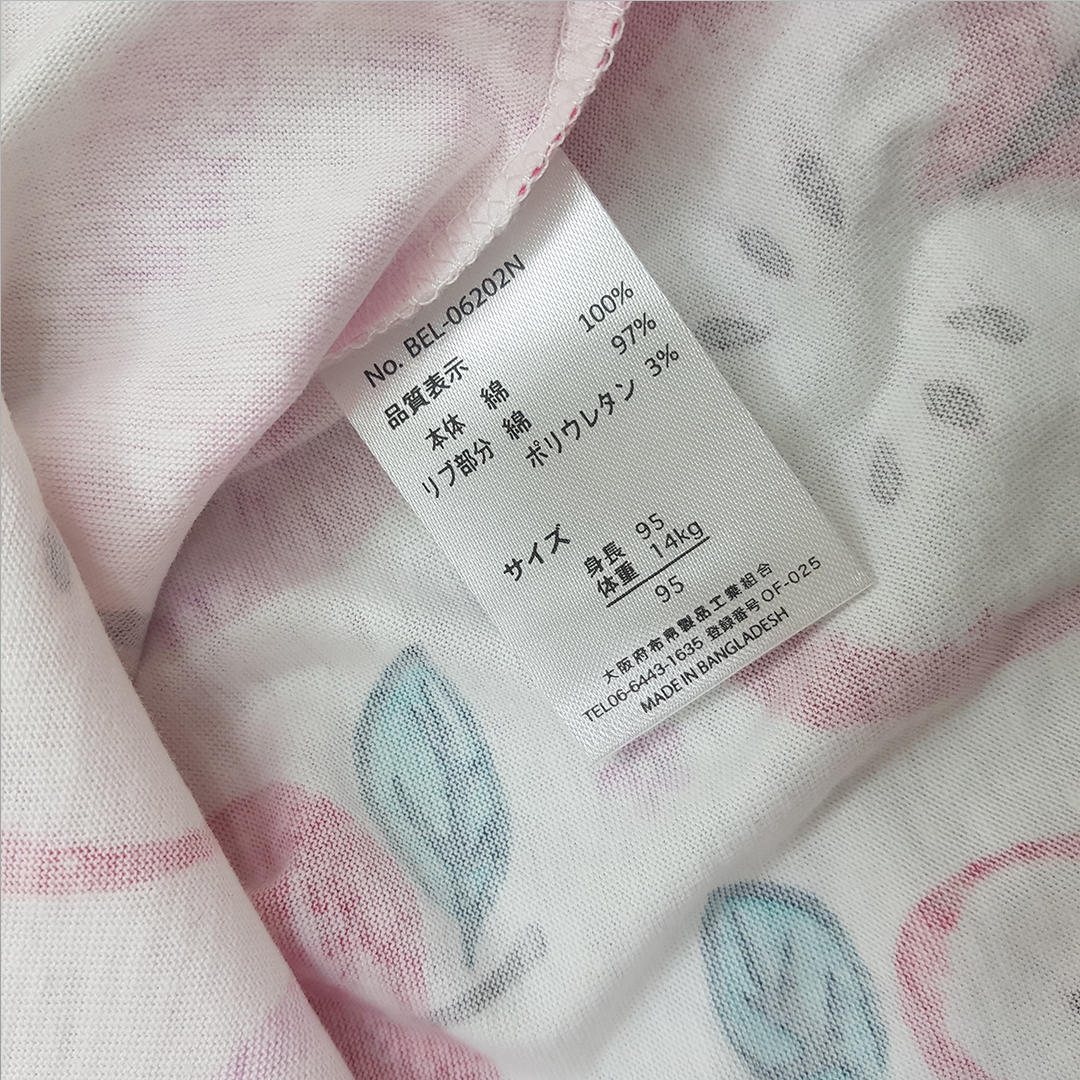 No. BEL-06202N
品質表示
本体 綿 100%
リブ部分 綿 97%
ポリウレタン 3%
サイズ
身長 95
体重 14kg
95
大阪府布帛製品工業組合
TEL06-6443-1635 登録番号 OF-025
MADE IN BANGLADESH